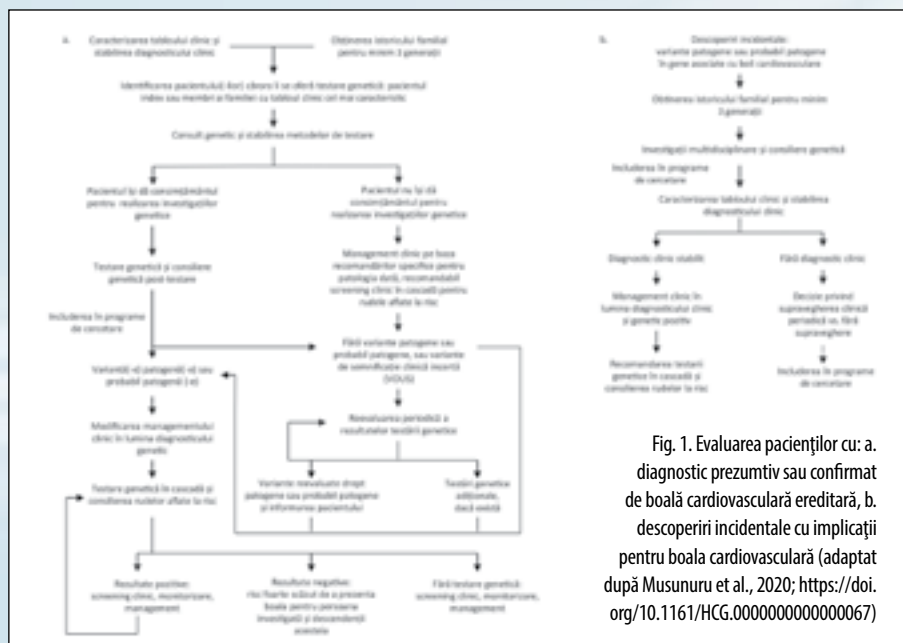 a.
Caracterizarea tabloului clinic și
stabilirea diagnosticului clinic
Obținerea istoricului familial
pentru minim 3 generații
Identificarea pacientului(-ilor) căruia li se oferă testare genetică: pacientul
index sau membri ai familiei cu tabloul clinic cel mai caracteristic
Consult genetic și stabilirea metodelor de testare
Pacientul își dă consimțământul
pentru realizarea investigațiilor
genetice
Pacientul nu își dă
consimțământul pentru
realizarea investigațiilor genetice
Testare genetică și consiliere
genetică post-testare
Management clinic pe baza
recomandărilor specifice pentru
patologia dată, recomandabil
screening clinic în cascadă pentru
rudele aflate la risc
Includerea în programe
de cercetare
Fără variante patogene sau
probabil patogene, sau variante
de semnificație clinică incertă
(VOUS)
Variantă(-e) patogenă(-e) sau
probabil patogenă(-e)
Modificarea managementului
clinic în lumina diagnosticului
genetic
Reevaluarea periodică a
rezultatelor testării genetice
Testare genetică în cascadă și
consilierea rudelor aflate la risc
Variante reevaluate drept
patogene sau probabil patogene
și informarea pacientului
Testări genetice
adiționale,
dacă există
Rezultate pozitive:
screening clinic, monitorizare,
management
Rezultate negative:
risc foarte scăzut de a prezenta
boala pentru persoana
investigată și descendenții
acesteia
Fără testare genetică:
screening clinic, monitorizare,
management
b.
Descoperiri incidentale:
variante patogene sau probabil patogene
în gene asociate cu boli cardiovasculare
Obținerea istoricului familial pentru minim
3 generații
Investigații multidisciplinare și consiliere genetică
Includerea în programe
de cercetare
Caracterizarea tabloului clinic și stabilirea
diagnosticului clinic
Diagnostic clinic stabilit
Fără diagnostic clinic
Management clinic în
lumina diagnosticului clinic
și genetic pozitiv
Decizie privind
supravegherea clinică
periodică vs. fără
supraveghere
Recomandarea testării
genetice în cascadă și
consilierea rudelor la risc
Includerea în programe
de cercetare
Fig. 1. Evaluarea pacienţilor cu: a.
diagnostic prezumtiv sau confirmat
de boală cardiovasculară ereditară, b.
descoperiri incidentale cu implicaţii
pentru boala cardiovasculară (adaptat
după Musunuru et al., 2020; https://doi.
org/10.1161/HCG.0000000000000067)